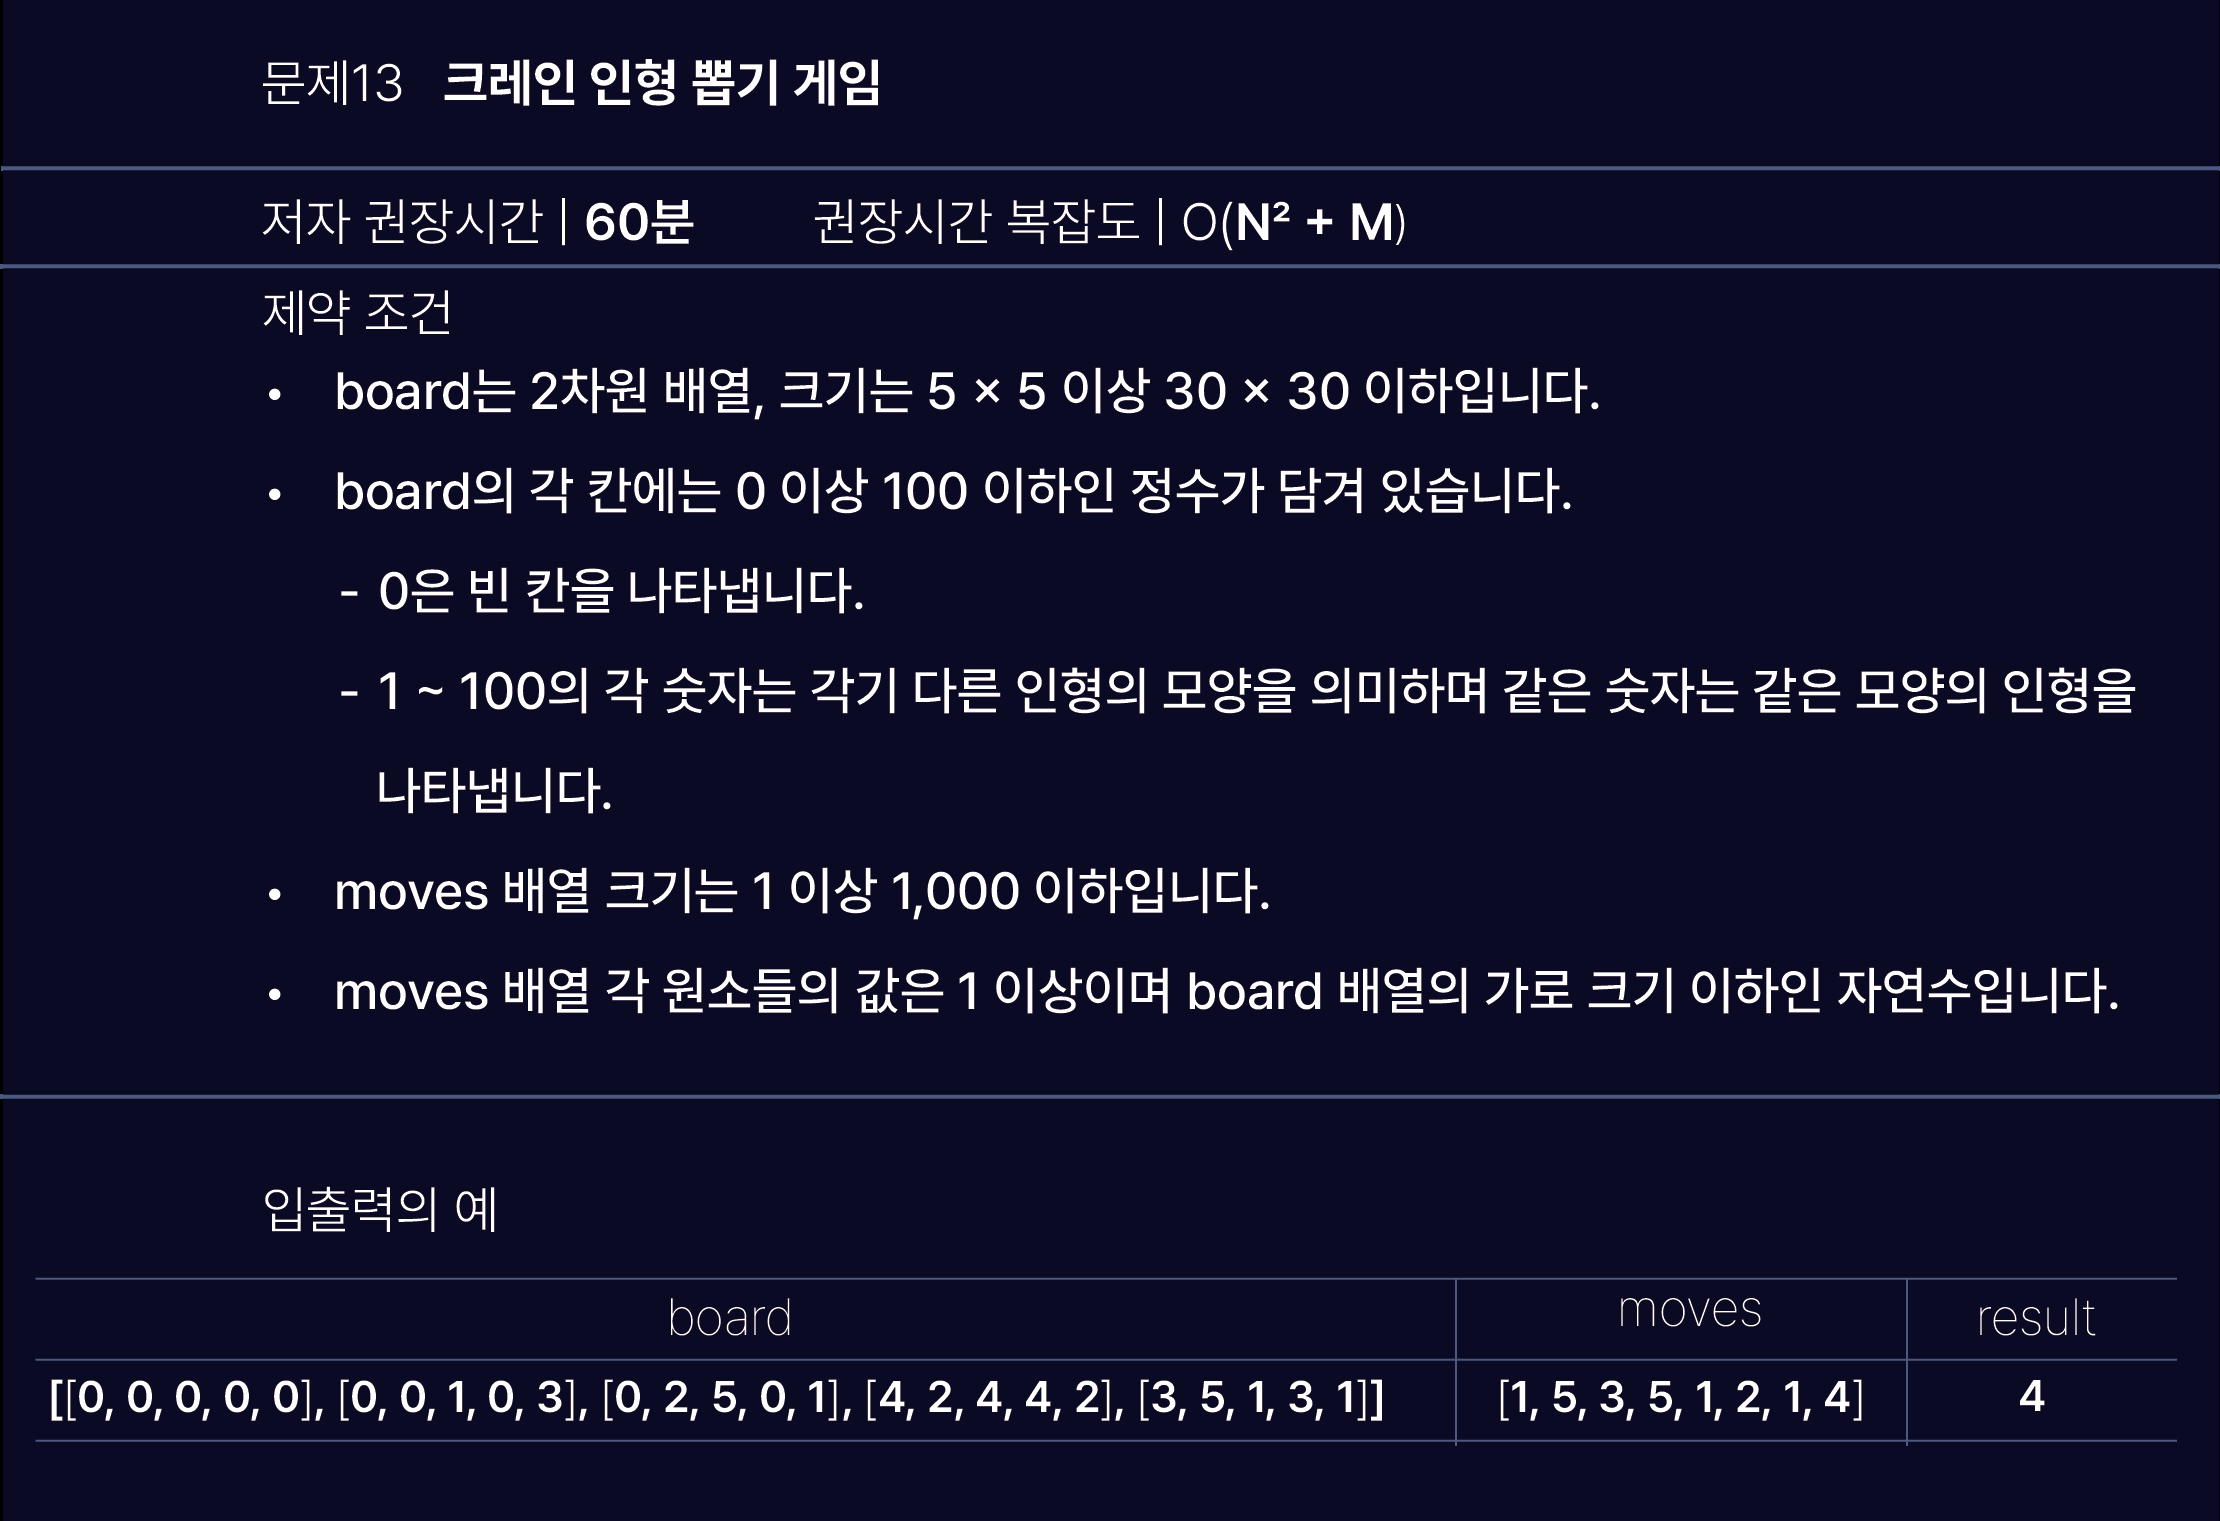 문제13 크레인 인형 뽑기 게임
저자 권장시간 | 60분 권장시간 복잡도 | O(N² + M)
제약 조건
• board는 2차원 배열, 크기는 5 × 5 이상 30 × 30 이하입니다.
• board의 각 칸에는 0 이상 100 이하인 정수가 담겨 있습니다.
- 0은 빈 칸을 나타냅니다.
- 1 ~ 100의 각 숫자는 각기 다른 인형의 모양을 의미하며 같은 숫자는 같은 모양의 인형을
나타냅니다.
• moves 배열 크기는 1 이상 1,000 이하입니다.
• moves 배열 각 원소들의 값은 1 이상이며 board 배열의 가로 크기 이하인 자연수입니다.
입출력의 예
board moves result
[[0, 0, 0, 0, 0], [0, 0, 1, 0, 3], [0, 2, 5, 0, 1], [4, 2, 4, 4, 2], [3, 5, 1, 3, 1]] [1, 5, 3, 5, 1, 2, 1, 4] 4